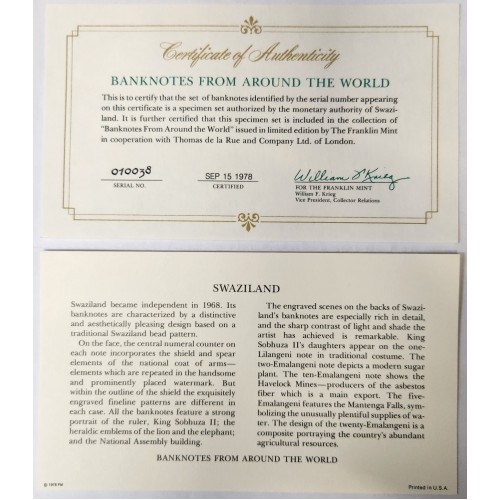 Certificate of Authenticity
BANKNOTES FROM AROUND THE WORLD
This is to certify that the set of banknotes identified by the serial number appearing
on this certificate is a specimen set authorized by the monetary authority of Swazi-
land. It is further certified that this specimen set is included in the collection of
"Banknotes From Around the World" issued in limited edition by The Franklin Mint
in cooperation with Thomas de la Rue and Company Ltd. of London.
010038
SERIAL NO.
SEP 15 1978
CERTIFIED
William F. Krieg
FOR THE FRANKLIN MINT
William F. Krieg
Vice President, Collector Relations
SWAZILAND
Swaziland became independent in 1968. Its
banknotes are characterized by a distinctive
and aesthetically pleasing design based on a
traditional Swaziland bead pattern.
On the face, the central numeral counter on
each note incorporates the shield and spear
elements of the national coat of arms—
elements which are repeated in the handsome
and prominently placed watermark. But
within the outline of the shield the exquisitely
engraved fineline patterns are different in
each case. All the banknotes feature a strong
portrait of the ruler, King Sobhuza II; the
heraldic emblems of the lion and the elephant;
and the National Assembly building.
The engraved scenes on the backs of Swazi-
land's banknotes are especially rich in detail,
and the sharp contrast of light and shade the
artist has achieved is remarkable. King
Sobhuza II's daughters appear on the one-
Lilangeni note in traditional costume. The
two-Emalangeni note depicts a modern sugar
plant. The ten-Emalangeni note shows the
Havelock Mines—producers of the asbestos
fiber which is a main export. The five-
Emalangeni features the Mantenga Falls, sym-
bolizing the unusually plentiful supplies of wa-
ter. The design of the twenty-Emalangeni is a
composite portraying the country's abundant
agricultural resources.
BANKNOTES FROM AROUND THE WORLD
© 1978 FM
Printed in U.S.A.